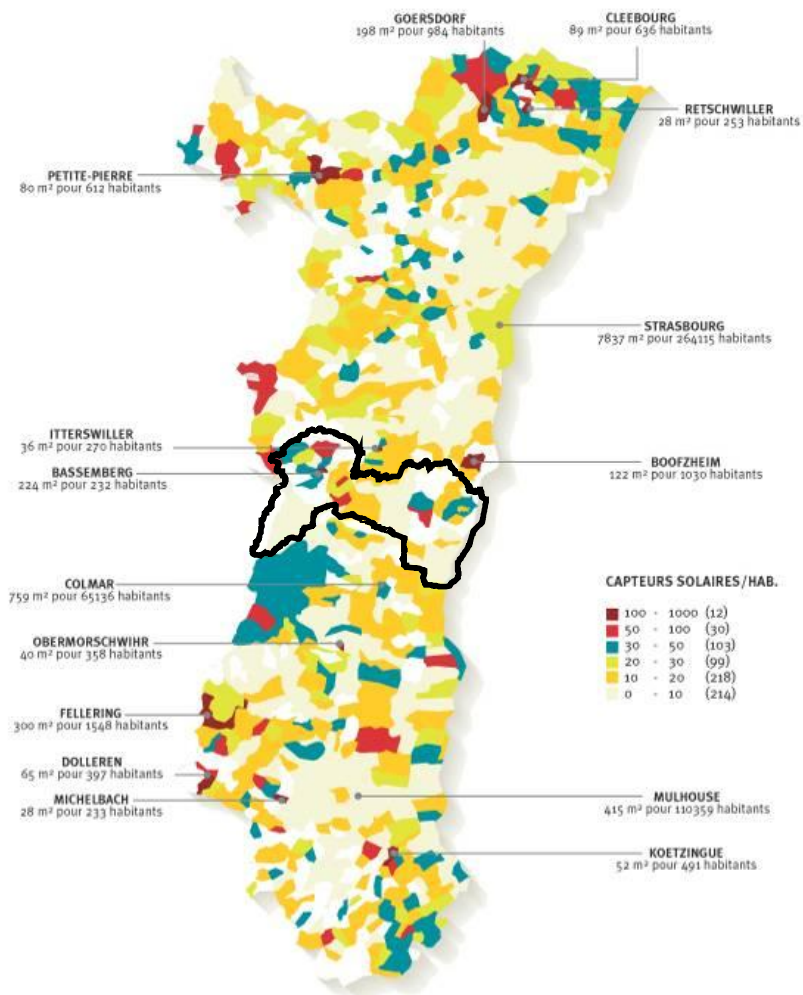 GOERSDORF
198 m² pour 984 habitants
CLEEBOURG
89 m² pour 636 habitants
RETSCHWILLER
28 m² pour 253 habitants
PETITE-PIERRE
80 m² pour 612 habitants
STRASBOURG
7837 m² pour 264115 habitants
ITTERSWILLER
36 m² pour 270 habitants
BASSEMBERG
224 m² pour 232 habitants
BOOFZHEIM
122 m² pour 1030 habitants
COLMAR
759 m² pour 65136 habitants
CAPTEURS SOLAIRES/HAB.
100 - 1000 (12)
50 - 100 (30)
30 - 50 (103)
20 - 30 (99)
10 - 20 (218)
0 - 10 (214)
OBERMORSCHWIHR
40 m² pour 358 habitants
FELLERING
300 m² pour 1548 habitants
DOLLEREN
65 m² pour 397 habitants
MICHELBACH
28 m² pour 233 habitants
MULHOUSE
415 m² pour 110359 habitants
KOETZINGUE
52 m² pour 491 habitants